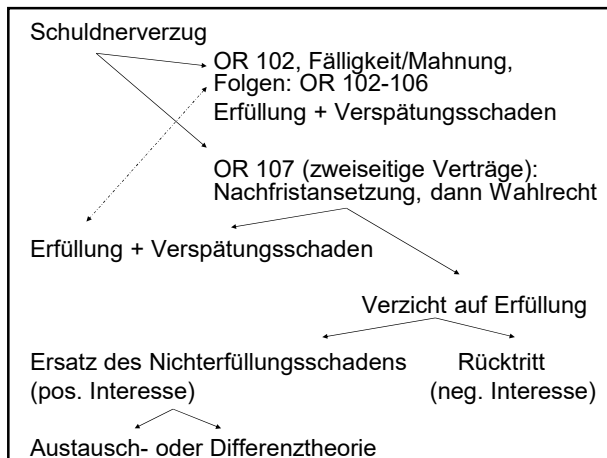 Schuldnerverzug
OR 102, Fälligkeit/Mahnung,
Folgen: OR 102-106
Erfüllung + Verspätungsschaden
OR 107 (zweiseitige Verträge):
Nachfristansetzung, dann Wahlrecht
Erfüllung + Verspätungsschaden
Verzicht auf Erfüllung
Ersatz des Nichterfüllungsschadens
(pos. Interesse)
Rücktritt
(neg. Interesse)
Austausch- oder Differenztheorie